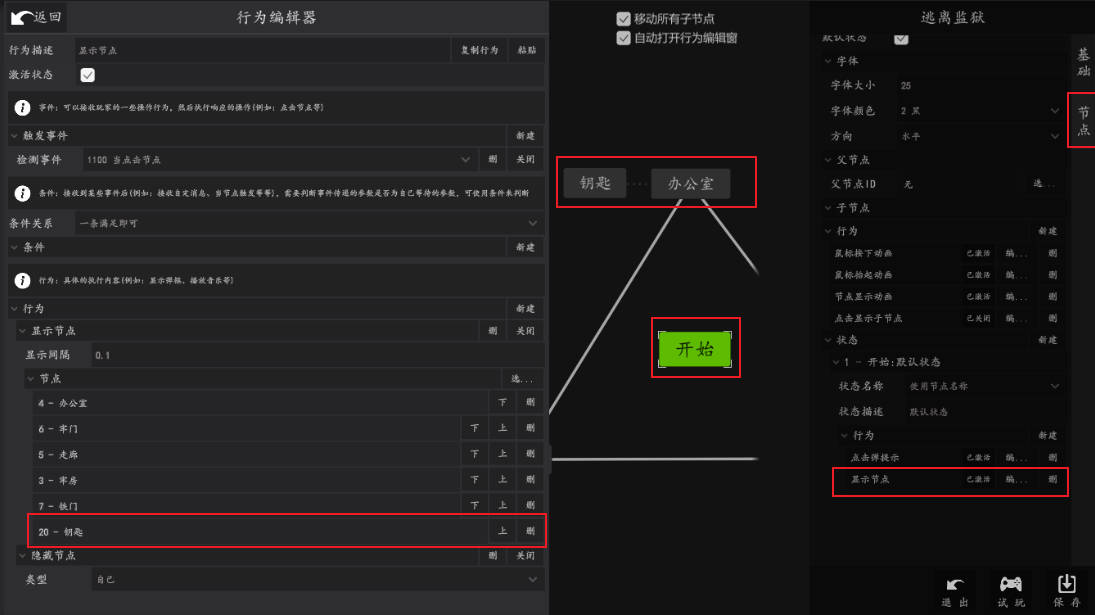 返回
行为编辑器
行为描述 显示节点 复制行为 粘贴
激活状态
事件: 可以接收玩家的一些操作行为, 然后执行响应的操作(例如: 点击节点等)
触发事件 新建
检测事件 1100 当点击节点 删 关闭
条件: 接收到某些事件后(例如: 接收自定消息、当节点触发等等), 需要判断事件传递的参数是否为自己等待的参数, 可使用条件来判断
条件关系 一条满足即可
条件 新建
行为: 具体的执行内容(例如: 显示弹框、播放音乐等)
行为 新建
显示节点 删 关闭
显示间隔 0.1
节点 选...
4 - 办公室 下 删
6 - 牢门 下 上 删
5 - 走廊 下 上 删
3 - 牢房 下 上 删
7 - 铁门 下 上 删
20 - 钥匙 上 删
隐藏节点 删 关闭
类型 自己
移动所有子节点
自动打开行为编辑窗
钥匙 办公室
开始
逃离监狱
默认状态
基础
节点
字体
字体大小 25
字体颜色 2 黑
方向 水平
父节点
父节点ID 无 选...
子节点
行为 新建
鼠标按下动画 已激活 编... 删
鼠标抬起动画 已激活 编... 删
节点显示动画 已激活 编... 删
点击显示子节点 已关闭 编... 删
状态 新建
1 - 开始:默认状态
状态名称 使用节点名称
状态描述 默认状态
行为 新建
点击弹提示 已激活 编... 删
显示节点 已激活 编... 删
退出 试玩 保存